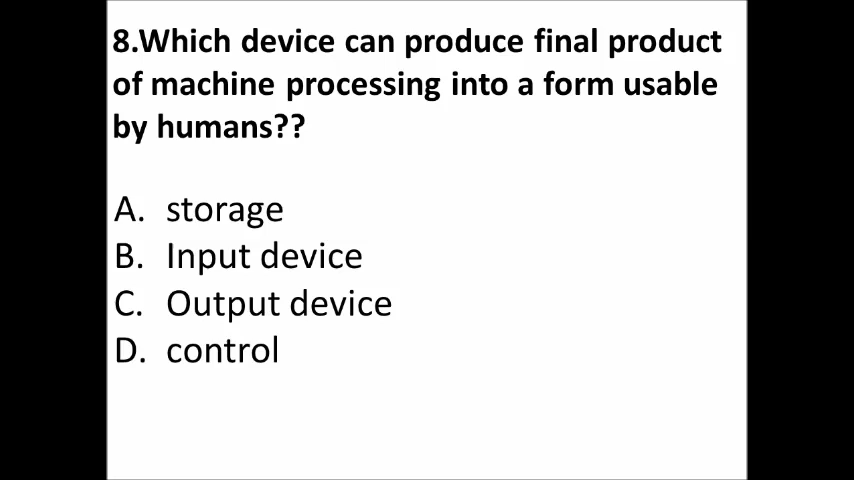 8.Which device can produce final product
of machine processing into a form usable
by humans??
A. storage
B. Input device
C. Output device
D. control